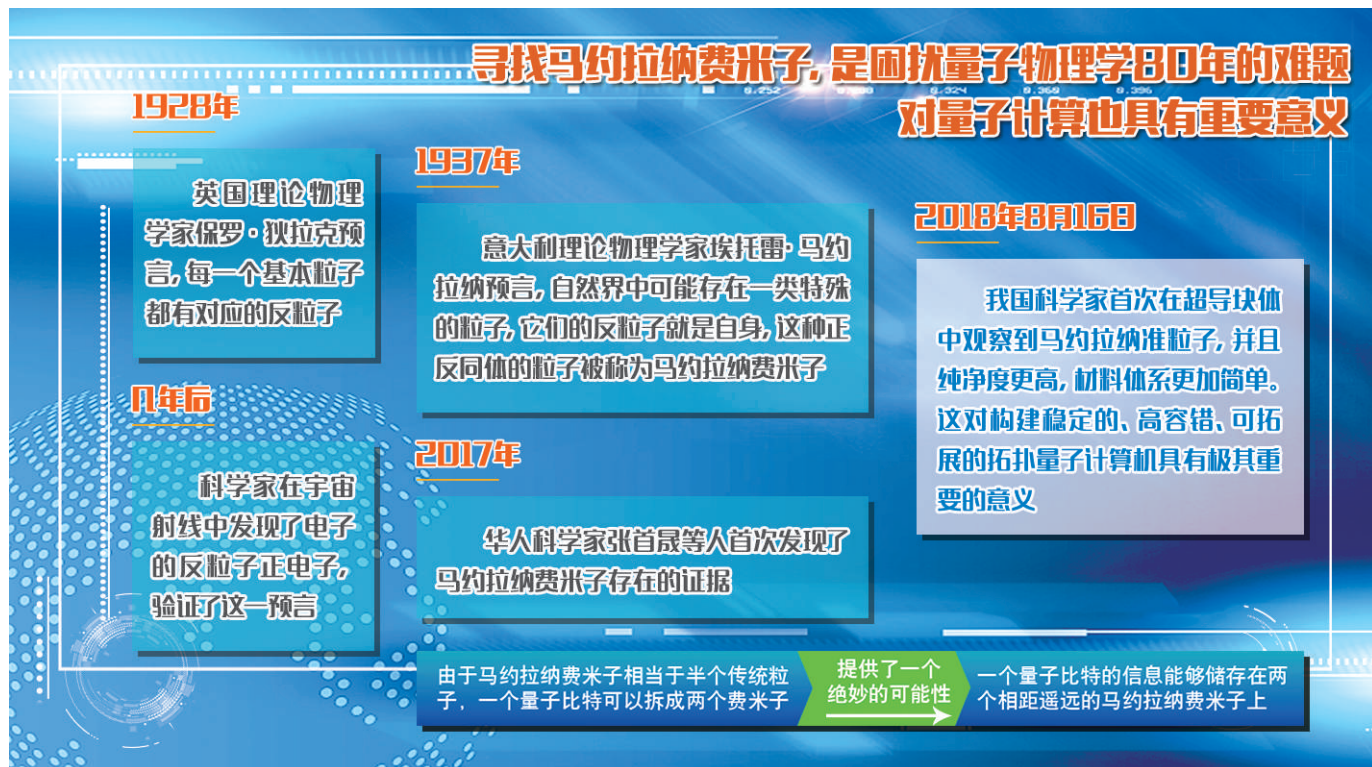 寻找马约拉纳费米子,是困扰量子物理学80年的难题
对量子计算也具有重要意义
0.252
0.324
0.360
0.396
1928年
英国理论物理
学家保罗·狄拉克预
言,每一个基本粒子
都有对应的反粒子
几年后
科学家在宇宙
射线中发现了电子
的反粒子正电子,
验证了这一预言
1937年
意大利理论物理学家埃托雷·马约
拉纳预言,自然界中可能存在一类特殊
的粒子,它们的反粒子就是自身,这种正
反同体的粒子被称为马约拉纳费米子
2017年
华人科学家张首晟等人首次发现了
马约拉纳费米子存在的证据
2018年8月16日
我国科学家首次在超导块体
中观察到马约拉纳准粒子,并且
纯净度更高,材料体系更加简单。
这对构建稳定的、高容错、可拓
展的拓扑量子计算机具有极其重
要的意义
由于马约拉纳费米子相当于半个传统粒
子，一个量子比特可以拆成两个费米子
提供了一个
绝妙的可能性
一个量子比特的信息能够储存在两
个相距遥远的马约拉纳费米子上